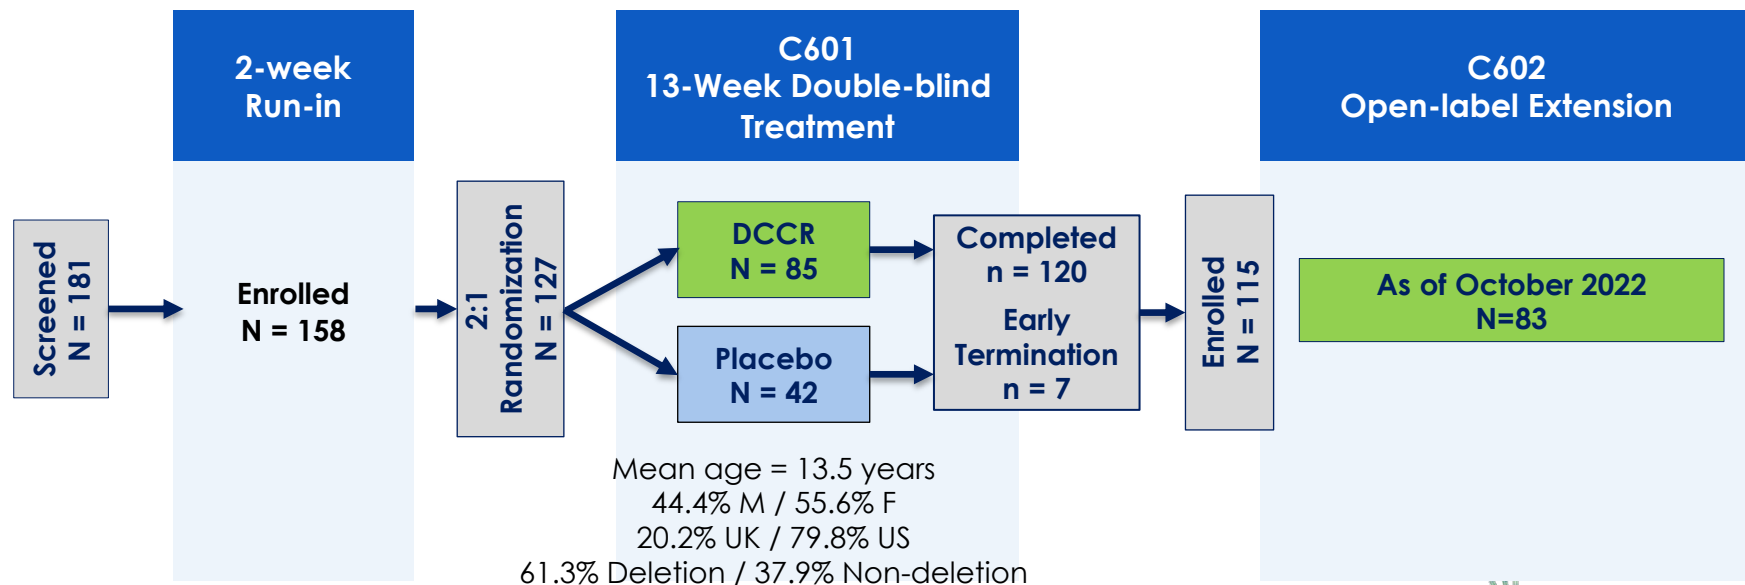 2-week
Run-in
C601
13-Week Double-blind
Treatment
C602
Open-label Extension
Screened
N = 181
Enrolled
N = 158
2:1
Randomization
N = 127
DCCR
N = 85
Placebo
N = 42
Completed
n = 120
Early
Termination
n = 7
Enrolled
N = 115
As of October 2022
N=83
Mean age = 13.5 years
44.4% M / 55.6% F
20.2% UK / 79.8% US
61.3% Deletion / 37.9% Non-deletion